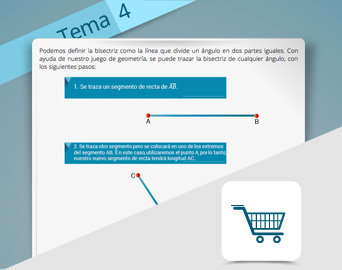 Tema 4
Podemos definir la bisectriz como la línea que divide un ángulo en dos partes iguales. Con
ayuda de nuestro juego de geometría, se puede trazar la bisectriz de cualquier ángulo, con
los siguientes pasos:
1. Se traza un segmento de recta de AB.
A B
2. Se traza otro segmento pero se colocará en uno de los extremos
del segmento AB. En este caso,utilizaremos el punto A,por lo tanto,
nuestro nuevo segmento de recta tendrá longitud AC.
C